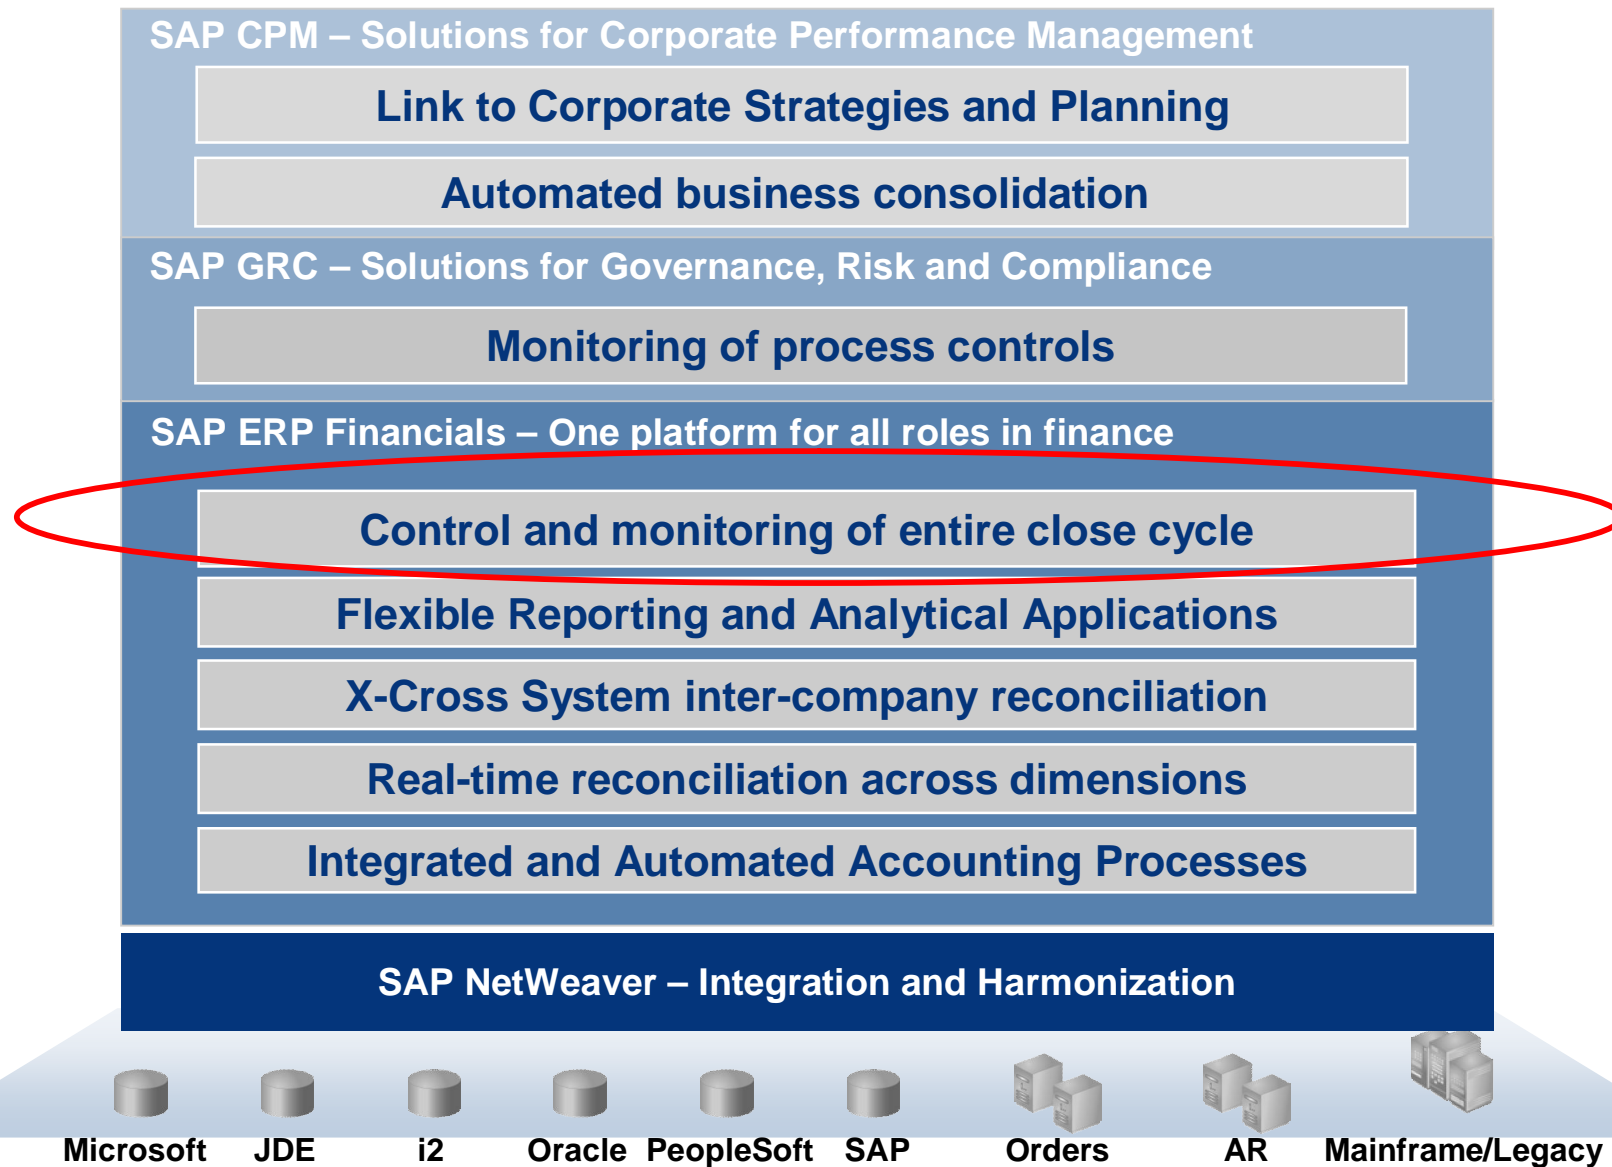 SAP CPM – Solutions for Corporate Performance Management
Link to Corporate Strategies and Planning
Automated business consolidation
SAP GRC – Solutions for Governance, Risk and Compliance
Monitoring of process controls
SAP ERP Financials – One platform for all roles in finance
Control and monitoring of entire close cycle
Flexible Reporting and Analytical Applications
X-Cross System inter-company reconciliation
Real-time reconciliation across dimensions
Integrated and Automated Accounting Processes
SAP NetWeaver – Integration and Harmonization
Microsoft JDE i2 Oracle PeopleSoft SAP Orders AR Mainframe/Legacy